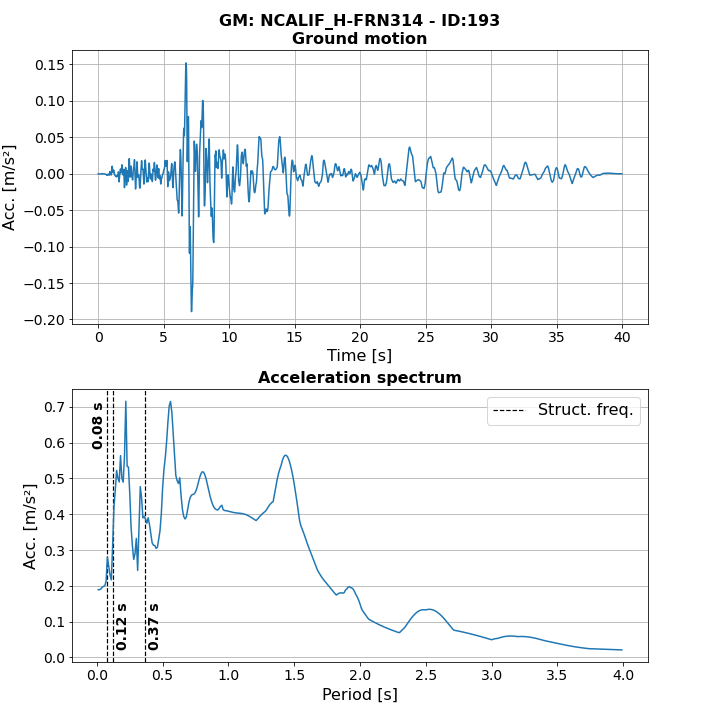 GM: NCALIF_H-FRN314 - ID:193
Ground motion
0.15
0.10
0.05
0.00
−0.05
−0.10
−0.15
−0.20
Acc. [m/s²]
0 5 10 15 20 25 30 35 40
Time [s]
Acceleration spectrum
0.7
0.6
0.5
0.4
0.3
0.2
0.1
0.0
Acc. [m/s²]
0.08 s
0.12 s
0.37 s
Struct. freq.
0.0 0.5 1.0 1.5 2.0 2.5 3.0 3.5 4.0
Period [s]